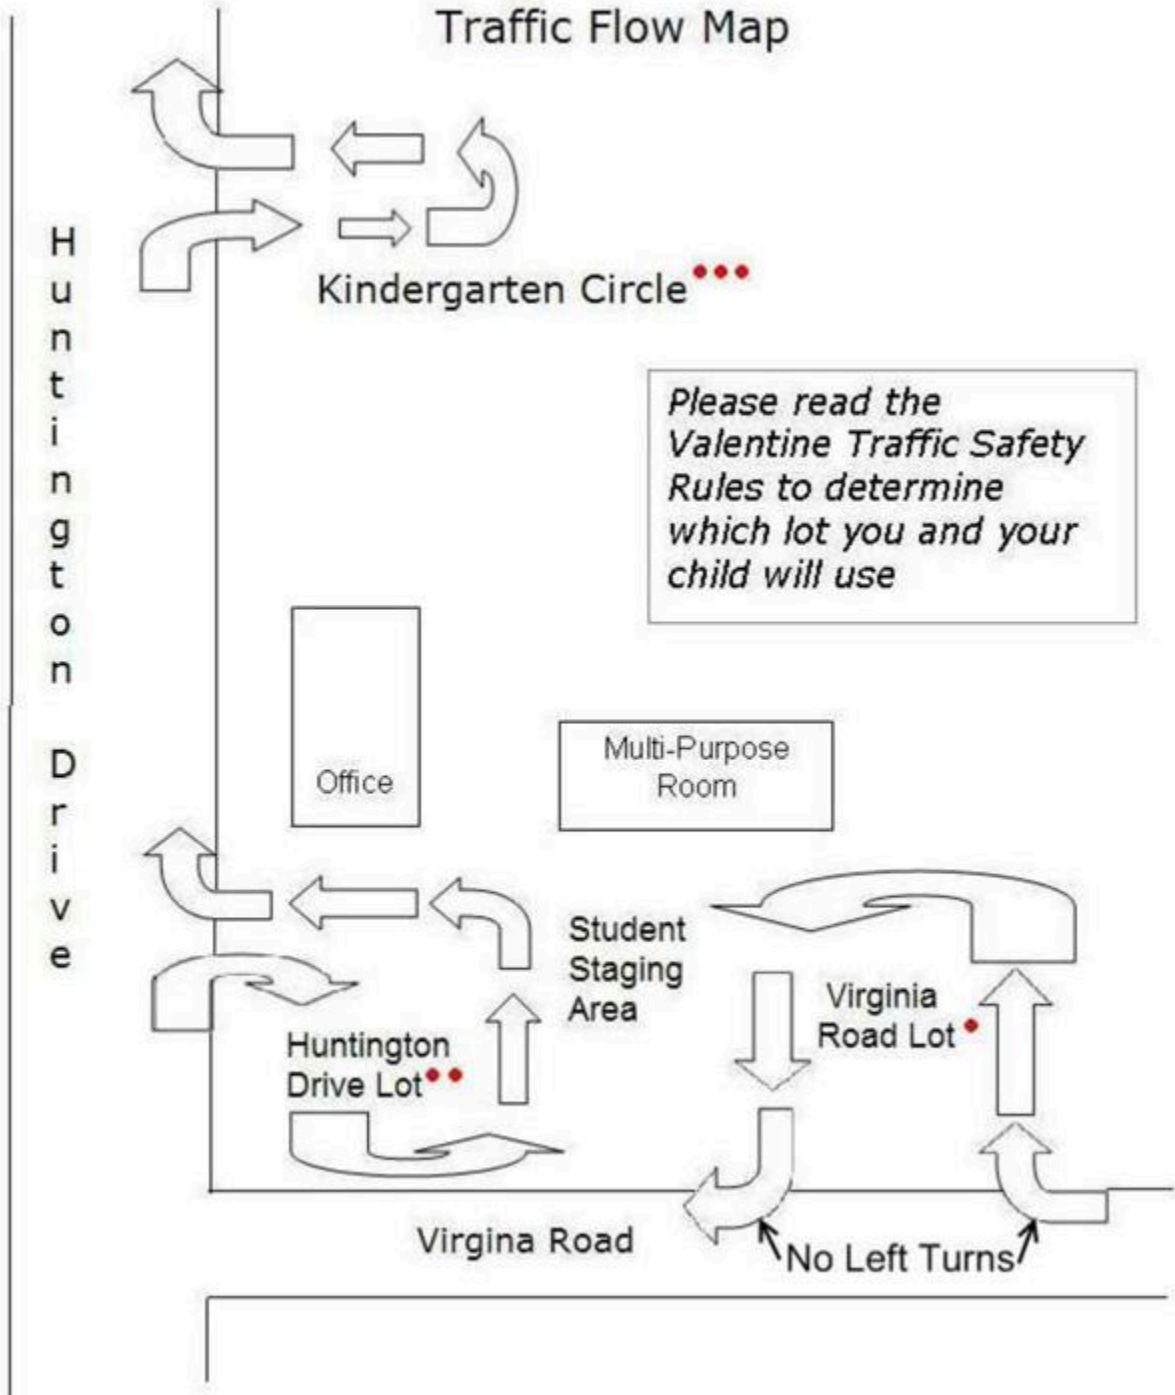 Traffic Flow Map
Huntington Drive
Kindergarten Circle
Please read the
Valentine Traffic Safety
Rules to determine
which lot you and your
child will use
Office
Multi-Purpose
Room
Student
Staging
Area
Virginia
Road Lot
Huntington
Drive Lot
Virgina Road
No Left Turns